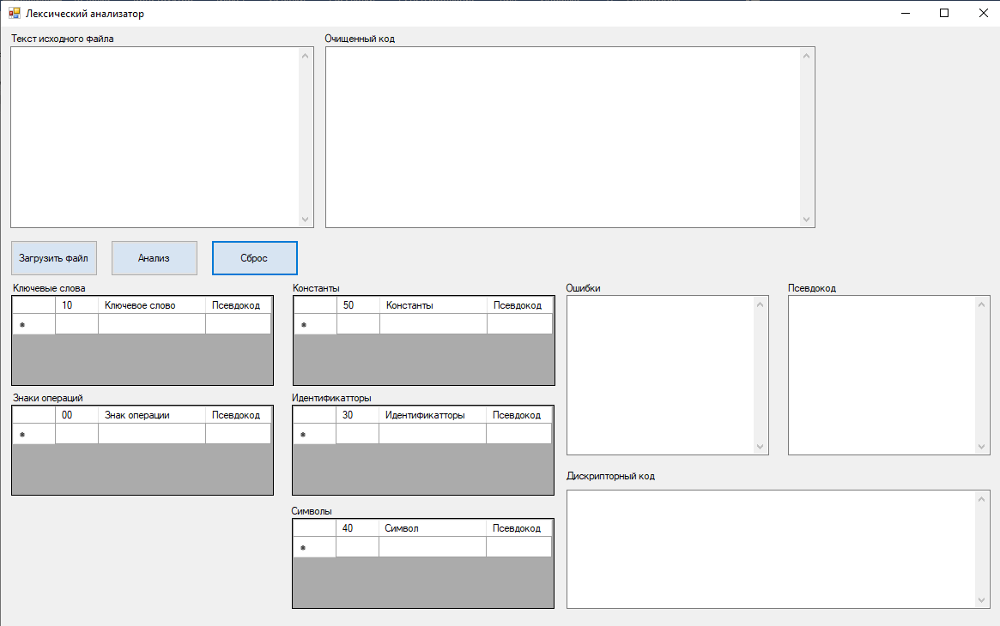 Лексический анализатор
Текст исходного файла
Очищенный код
Загрузить файл
Анализ
Сброс
Ключевые слова
10 Ключевое слово Псевдокод
Константы
50 Константы Псевдокод
Ошибки
Псевдокод
Знаки операций
00 Знак операции Псевдокод
Идентификатторы
30 Идентификатторы Псевдокод
Дискрипторный код
Символы
40 Символ Псевдокод